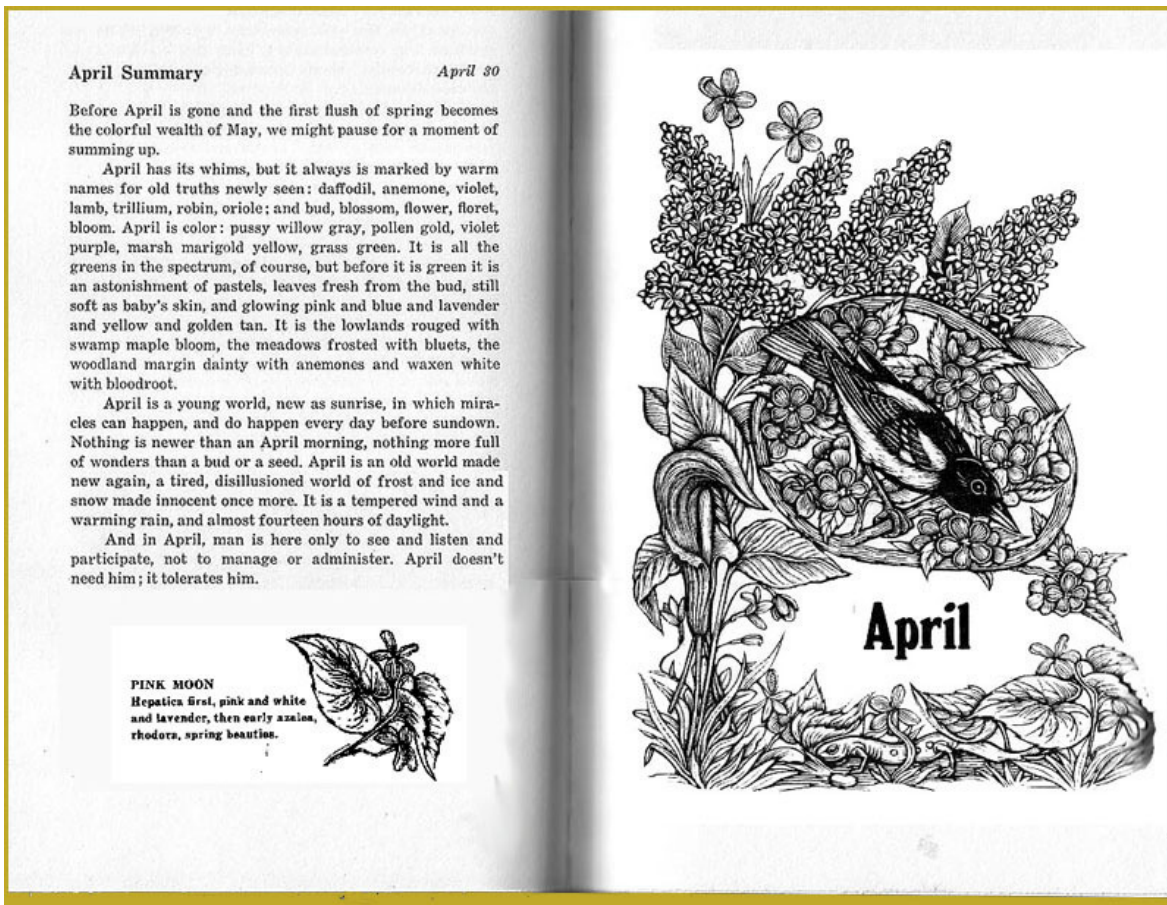 April Summary
April 30
Before April is gone and the first flush of spring becomes
the colorful wealth of May, we might pause for a moment of
summing up.
April has its whims, but it always is marked by warm
names for old truths newly seen: daffodil, anemone, violet,
lamb, trillium, robin, oriole; and bud, blossom, flower, floret,
bloom. April is color: pussy willow gray, pollen gold, violet
purple, marsh marigold yellow, grass green. It is all the
greens in the spectrum, of course, but before it is green it is
an astonishment of pastels, leaves fresh from the bud, still
soft as baby's skin, and glowing pink and blue and lavender
and yellow and golden tan. It is the lowlands rouged with
swamp maple bloom, the meadows frosted with bluets, the
woodland margin dainty with anemones and waxen white
with bloodroot.
April is a young world, new as sunrise, in which mira-
cles can happen, and do happen every day before sundown.
Nothing is newer than an April morning, nothing more full
of wonders than a bud or a seed. April is an old world made
new again, a tired, disillusioned world of frost and ice and
snow made innocent once more. It is a tempered wind and a
warming rain, and almost fourteen hours of daylight.
And in April, man is here only to see and listen and
participate, not to manage or administer. April doesn't
need him; it tolerates him.
PINK MOON
Hepatica first, pink and white
and lavender, then early azalea,
rhodora, spring beauties.
April